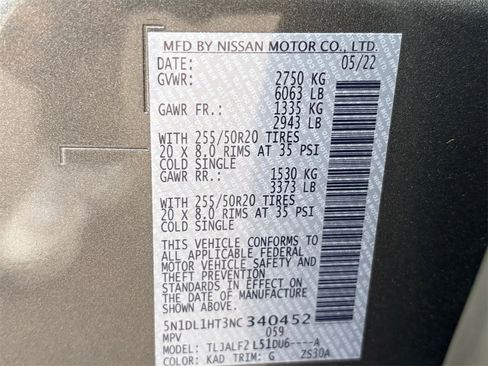 MFD BY NISSAN MOTOR CO., LTD.
DATE: 05/22
GVWR: 2750 KG
6063 LB
GAWR FR.: 1335 KG
2943 LB
WITH 255/50R20 TIRES
20 X 8.0 RIMS AT 35 PSI
COLD SINGLE
GAWR RR.: 1530 KG
3373 LB
WITH 255/50R20 TIRES
20 X 8.0 RIMS AT 35 PSI
COLD SINGLE
THIS VEHICLE CONFORMS TO
ALL APPLICABLE FEDERAL
MOTOR VEHICLE SAFETY AND
THEFT PREVENTION
STANDARDS IN EFFECT ON
THE DATE OF MANUFACTURE
SHOWN ABOVE.
5N1DL1HT3NC340452
MPV 059
MODEL: TLJALF2 L51DU6----A
COLOR: KAD TRIM: G ZS30A